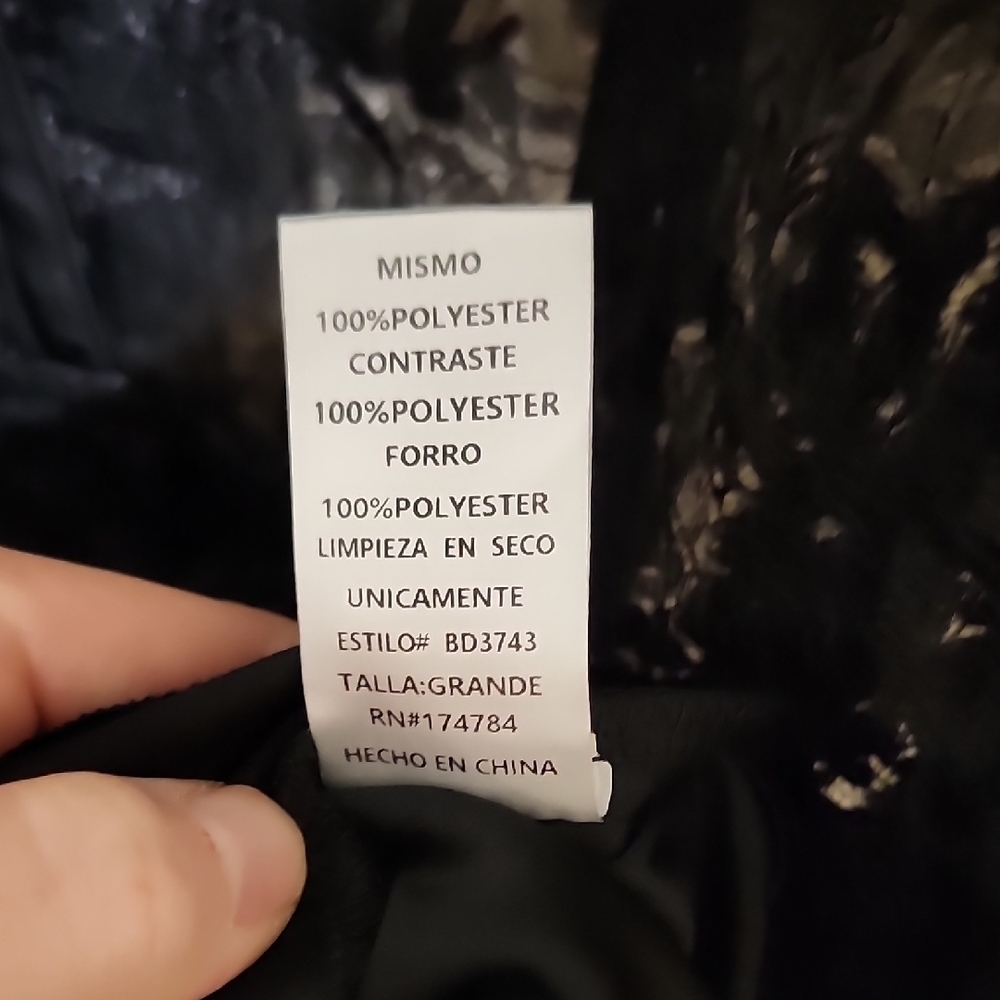 MISMO
100%POLYESTER
CONTRASTE
100%POLYESTER
FORRO
100%POLYESTER
LIMPIEZA EN SECO
UNICAMENTE
ESTILO# BD3743
TALLA:GRANDE
RN#174784
HECHO EN CHINA